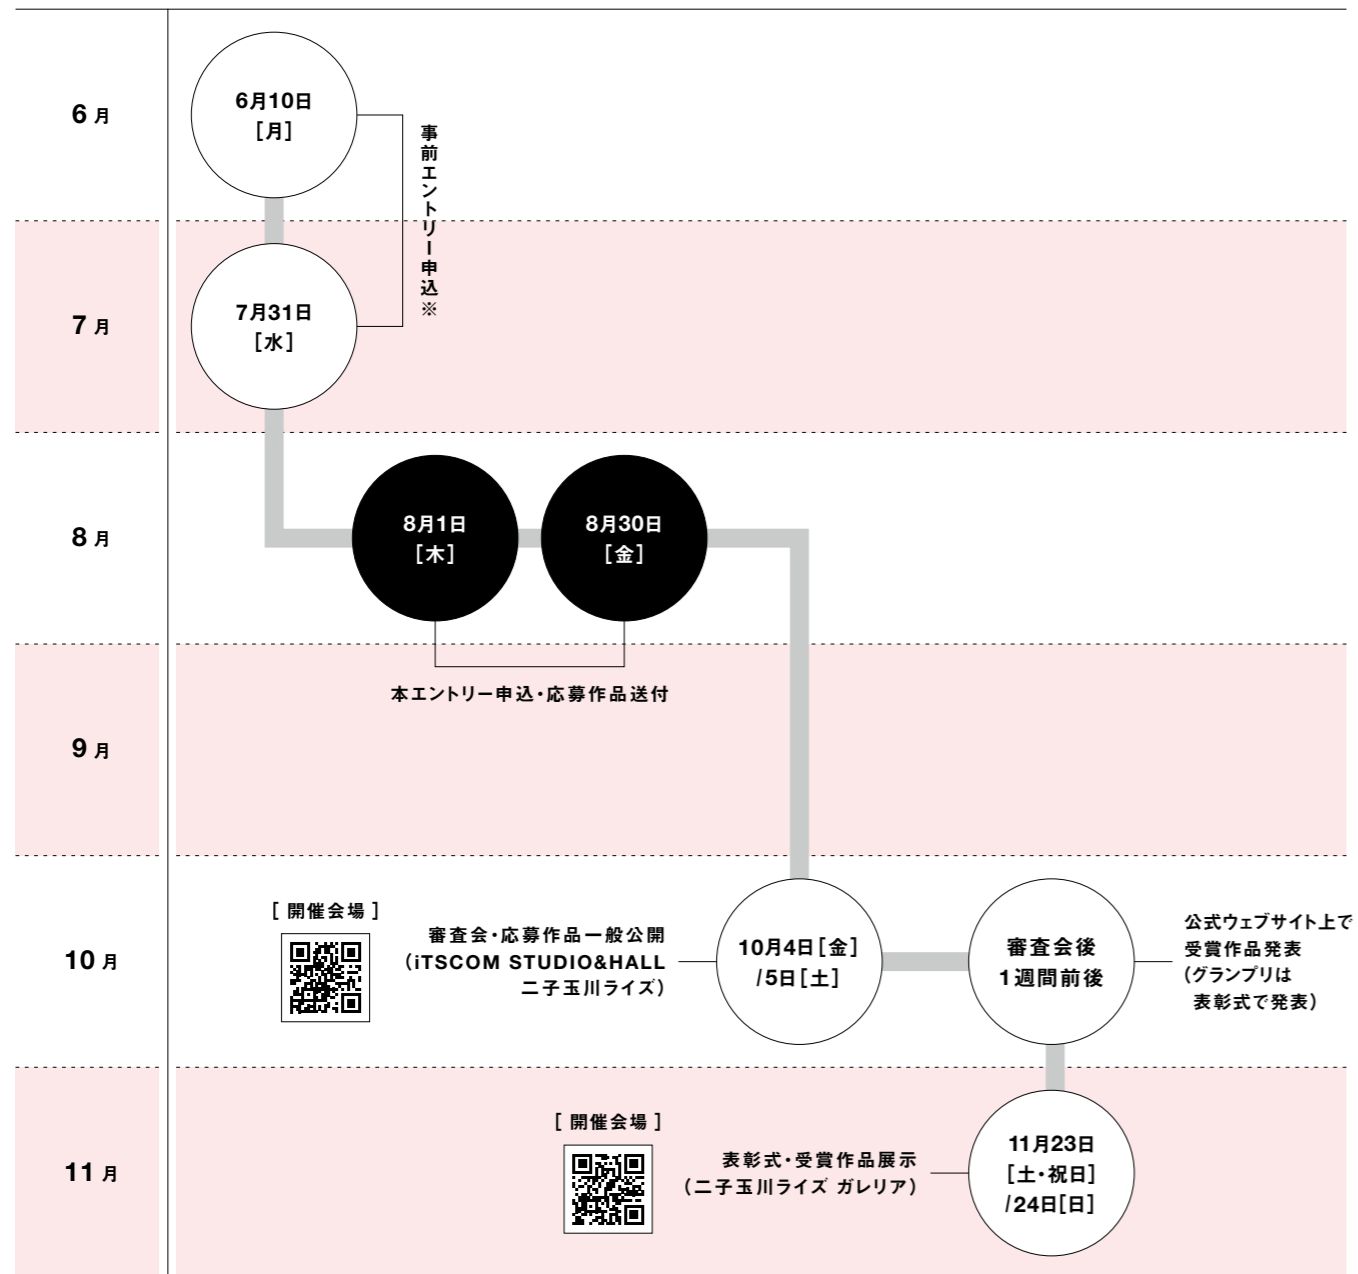 6月
6月10日
[月]
事前エントリー申込※
7月
7月31日
[水]
8月
8月1日
[木]
8月30日
[金]
本エントリー申込・応募作品送付
9月
10月
[ 開催会場 ]
審査会・応募作品一般公開
(iTSCOM STUDIO&HALL
二子玉川ライズ)
10月4日[金]
/5日[土]
審査会後
1週間前後
公式ウェブサイト上で
受賞作品発表
(グランプリは
表彰式で発表)
11月
[ 開催会場 ]
表彰式・受賞作品展示
(二子玉川ライズ ガレリア)
11月23日
[土・祝日]
/24日[日]